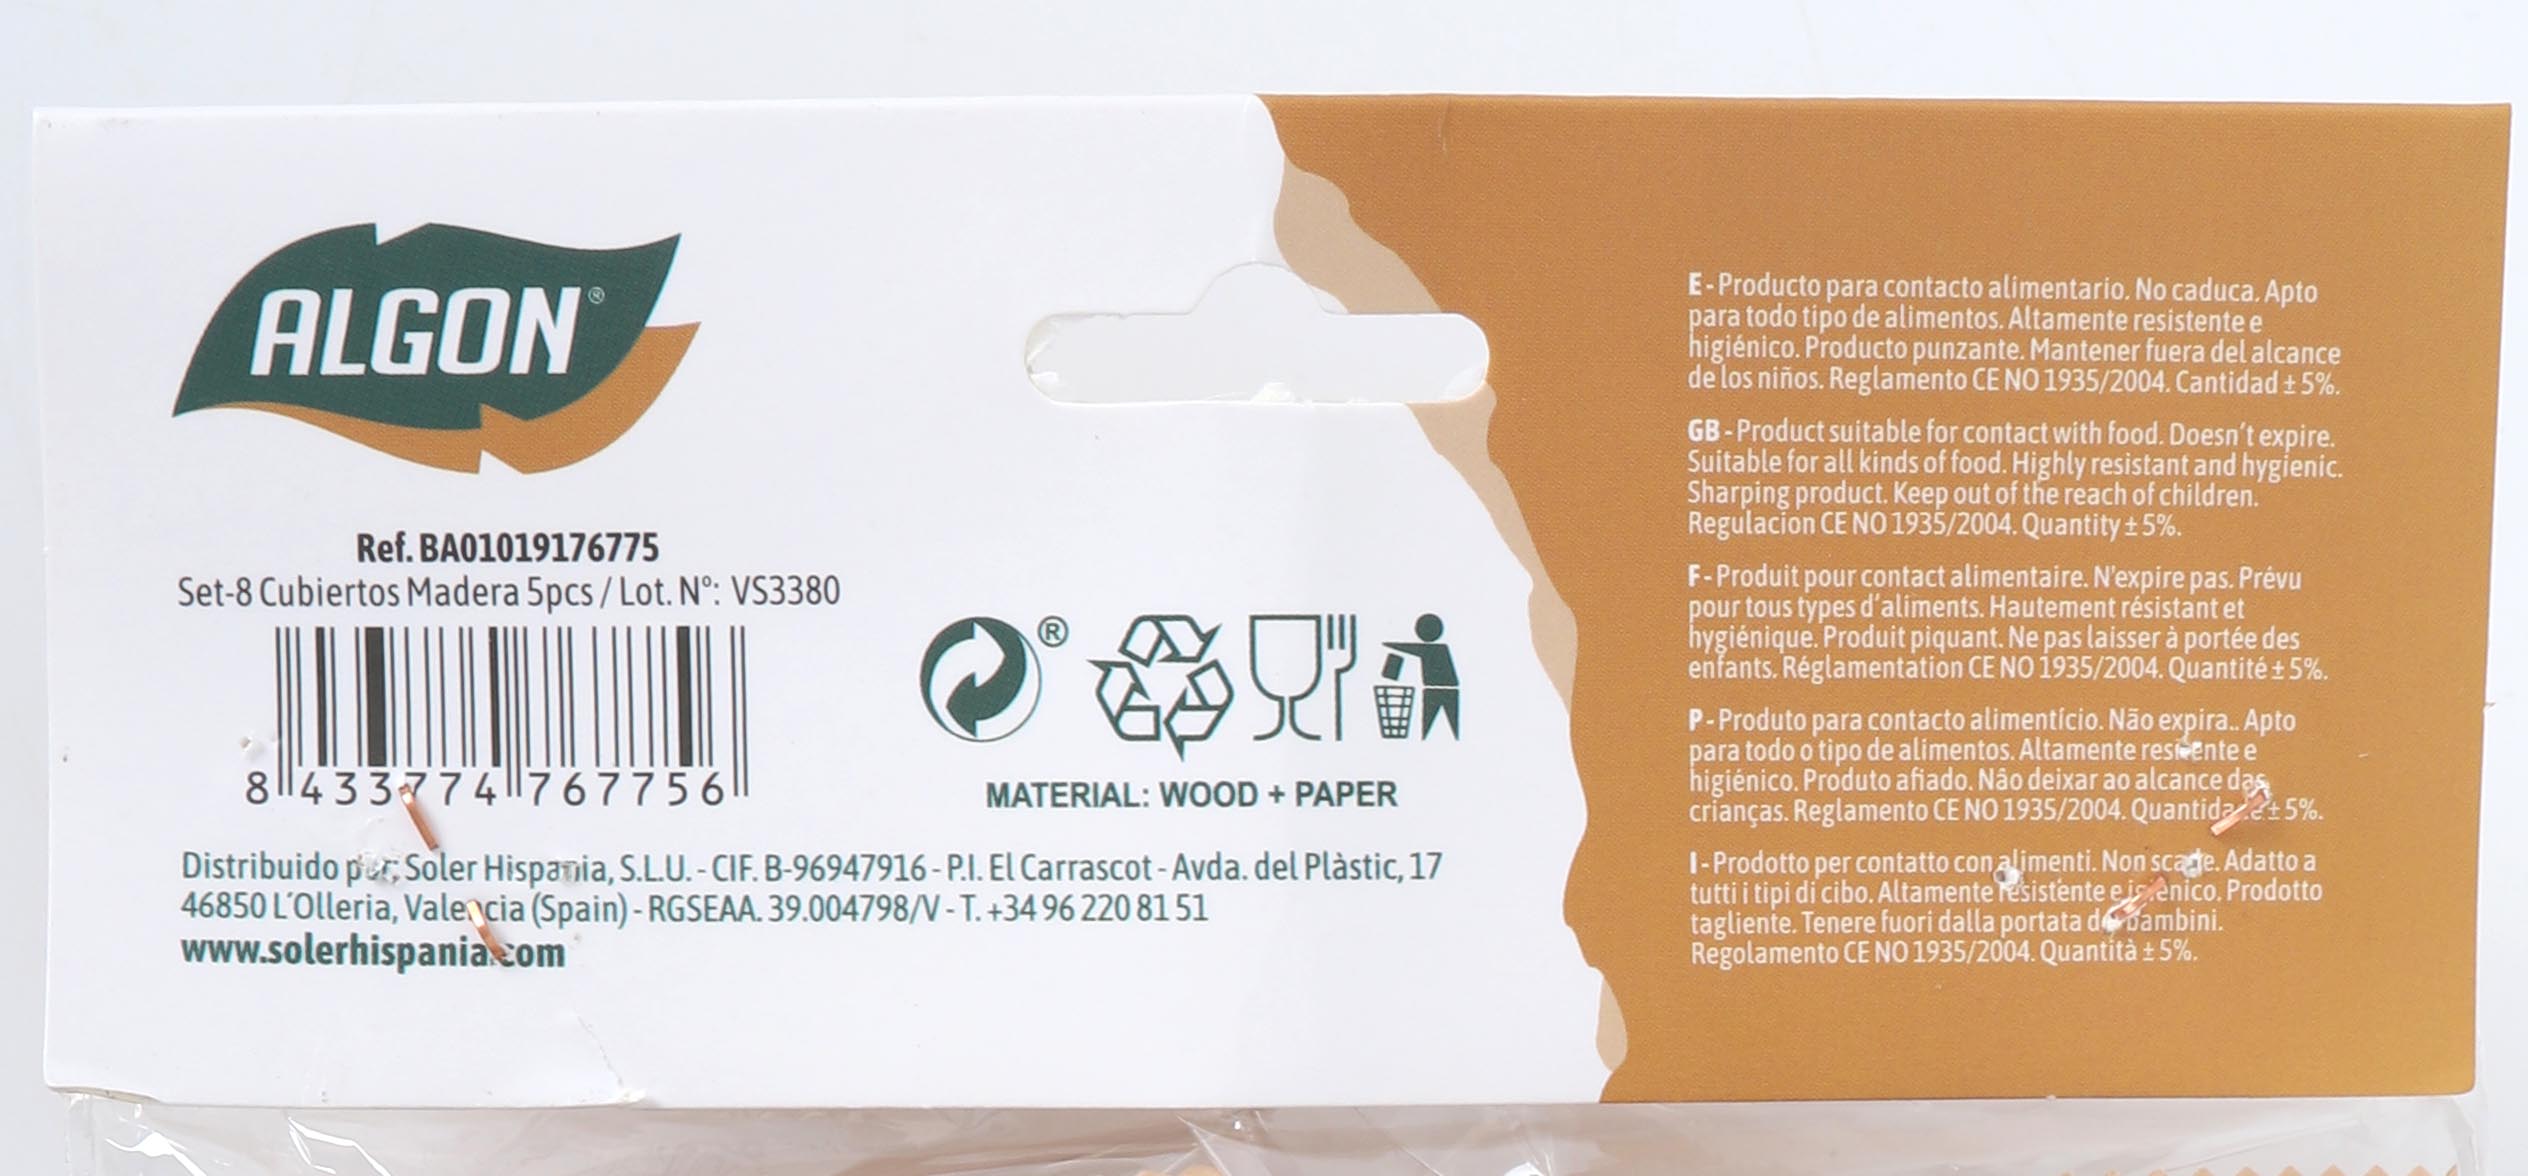 ALGON®
Ref. BA01019176775
Set-8 Cubiertos Madera 5pcs / Lot. Nº: VS3380
8 433774 767756
®
MATERIAL: WOOD + PAPER
Distribuido por: Soler Hispania, S.L.U. - CIF. B-96947916 - P.I. El Carrascot - Avda. del Plàstic, 17
46850 L'Olleria, Valencia (Spain) - RGSEAA. 39.004798/V - T. +34 96 220 81 51
www.solerhispania.com
E - Producto para contacto alimentario. No caduca. Apto
para todo tipo de alimentos. Altamente resistente e
higiénico. Producto punzante. Mantener fuera del alcance
de los niños. Reglamento CE NO 1935/2004. Cantidad ± 5%.
GB - Product suitable for contact with food. Doesn't expire.
Suitable for all kinds of food. Highly resistant and hygienic.
Sharping product. Keep out of the reach of children.
Regulacion CE NO 1935/2004. Quantity ± 5%.
F - Produit pour contact alimentaire. N'expire pas. Prévu
pour tous types d'aliments. Hautement résistant et
hygiénique. Produit piquant. Ne pas laisser à portée des
enfants. Réglamentation CE NO 1935/2004. Quantité ± 5%.
P - Produto para contacto alimentício. Não expira.. Apto
para todo o tipo de alimentos. Altamente resistente e
higiénico. Produto afiado. Nâo deixar ao alcance das
crianças. Reglamento CE NO 1935/2004. Quantidade ± 5%.
I - Prodotto per contatto con alimenti. Non scade. Adatto a
tutti i tipi di cibo. Altamente resistente e igienico. Prodotto
tagliente. Tenere fuori dalla portata dei bambini.
Regolamento CE NO 1935/2004. Quantità ± 5%.